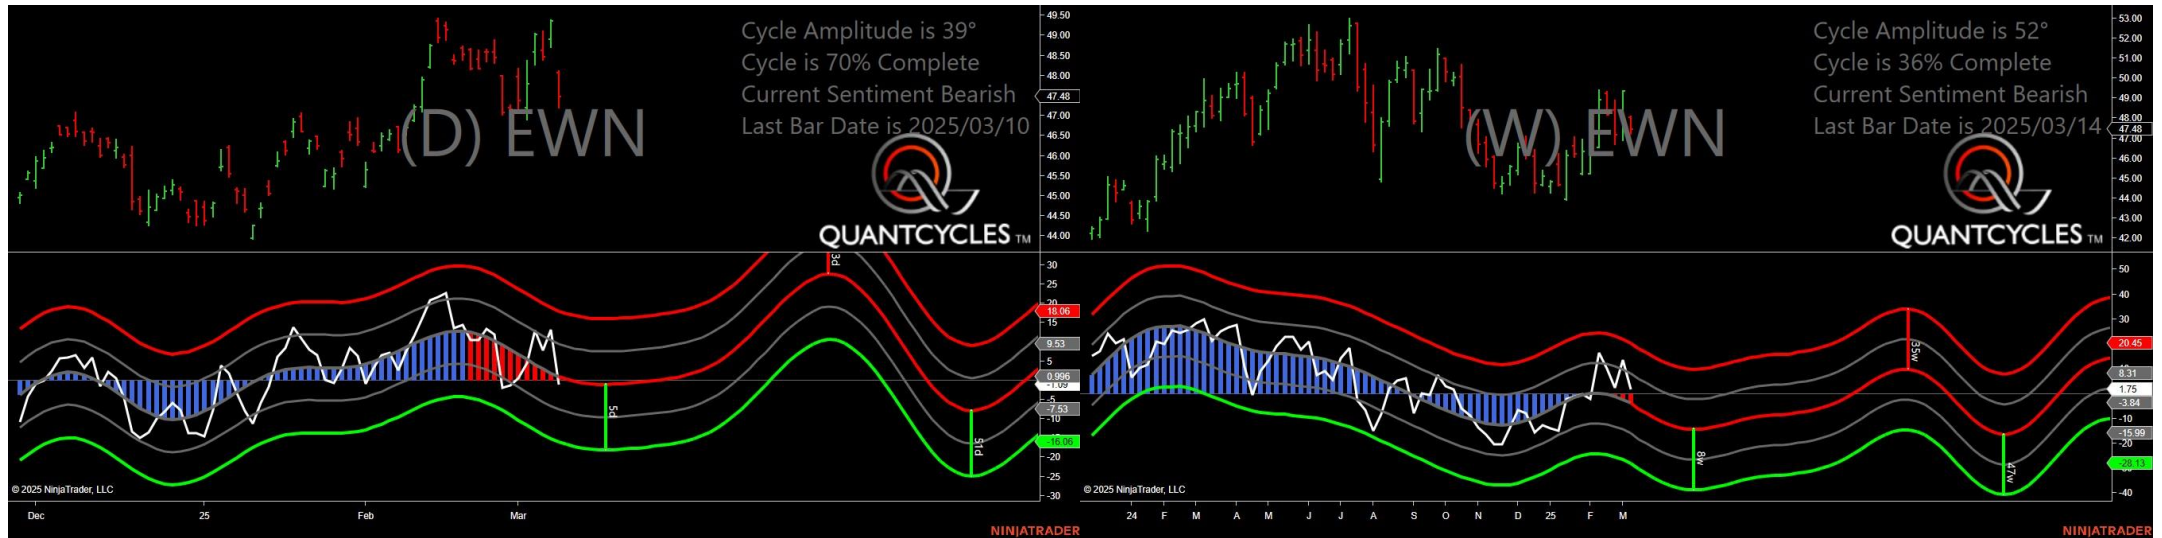 Cycle Amplitude is 39°
Cycle is 70% Complete
Current Sentiment Bearish
Last Bar Date is 2025/03/10
(D) EWN
QUANTCYCLES TM
49.50
49.00
48.50
48.00
47.48
47.00
46.50
46.00
45.50
45.00
44.50
44.00
30
25
20
18.06
15
9.53
5
0.996
-1.09
-5
-7.53
-10
-16.06
-20
-25
-30
5d
51d
© 2025 NinjaTrader, LLC
Dec
25
Feb
Mar
NINJATRADER
Cycle Amplitude is 52°
Cycle is 36% Complete
Current Sentiment Bearish
Last Bar Date is 2025/03/14
(W) EWN
QUANTCYCLES TM
53.00
52.00
51.00
50.00
49.00
48.00
47.48
47.00
46.00
45.00
44.00
43.00
42.00
50
40
30
20.45
8.31
1.75
-3.84
-10
-15.99
-20
-28.13
-40
8w
35w
47w
© 2025 NinjaTrader, LLC
24
F
M
A
M
J
J
A
S
O
N
D
25
F
M
NINJATRADER